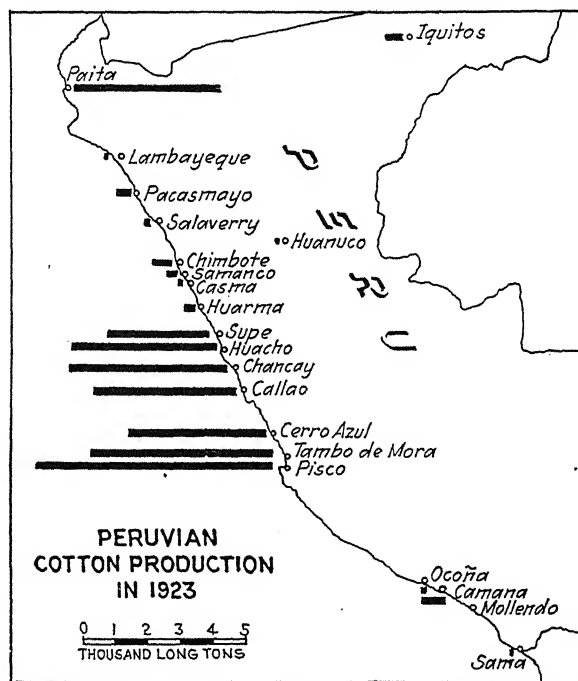 Iquitos
Paita
Lambayeque
Pacasmayo
Salaverry
Huanuco
Chimbote
Samanco
Casma
Huarma
Supe
Huacho
Chancay
Callao
Cerro Azul
Tambo de Mora
Pisco
PERUVIAN
COTTON PRODUCTION
IN 1923
0 1 2 3 4 5
THOUSAND LONG TONS
Ocoña
Camana
Mollendo
Sama